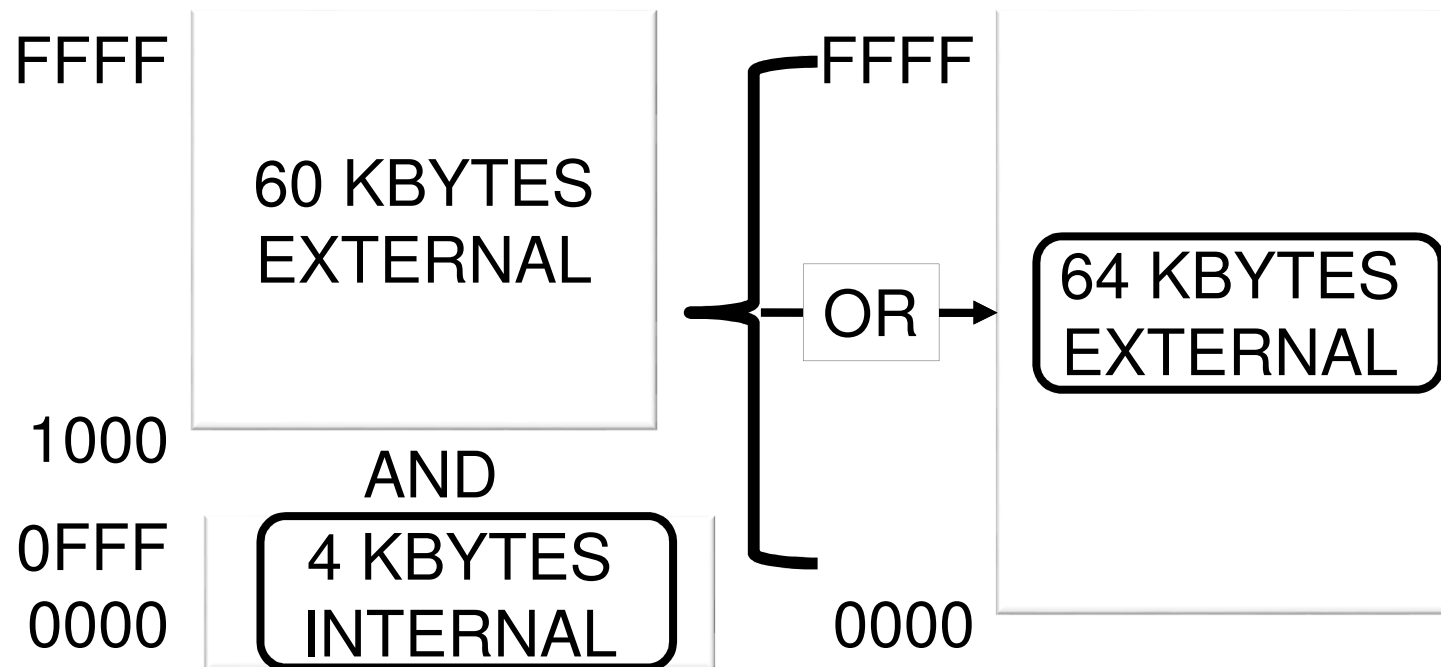 FFFF
60 KBYTES
EXTERNAL
1000
AND
0FFF
4 KBYTES
0000
INTERNAL
OR
FFFF
64 KBYTES
EXTERNAL
0000